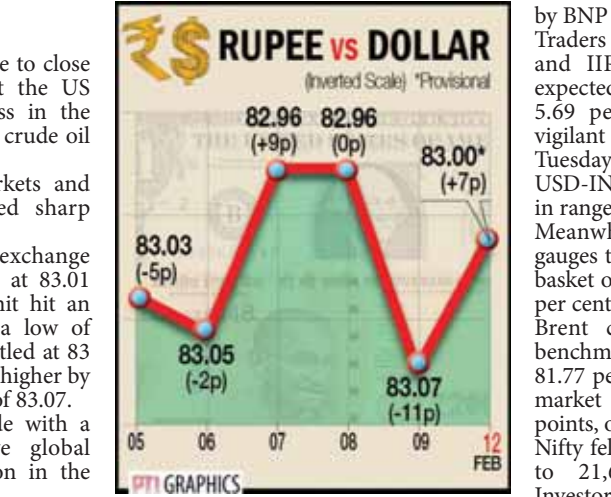 e to close
t the US
ss in the
crude oil
rkets and
ed sharp
exchange
at 83.01
nit hit an
a low of
tled at 83
higher by
of 83.07.
le with a
ve global
on in the
₹$ RUPEE vs DOLLAR
(Inverted Scale) *Provisional
82.96 82.96
(+9p) (0p)
83.00*
(+7p)
83.03
(-5p)
83.05
(-2p)
83.07
(-11p)
05 06 07 08 09 12
FEB
PTI GRAPHICS
by BNP
Traders
and IIP
expected
5.69 pe
vigilant
Tuesday
USD-IN
in range
Meanwh
gauges t
basket o
per cent
Brent c
benchm
81.77 pe
market
points, o
Nifty fel
to 21,6
Investor